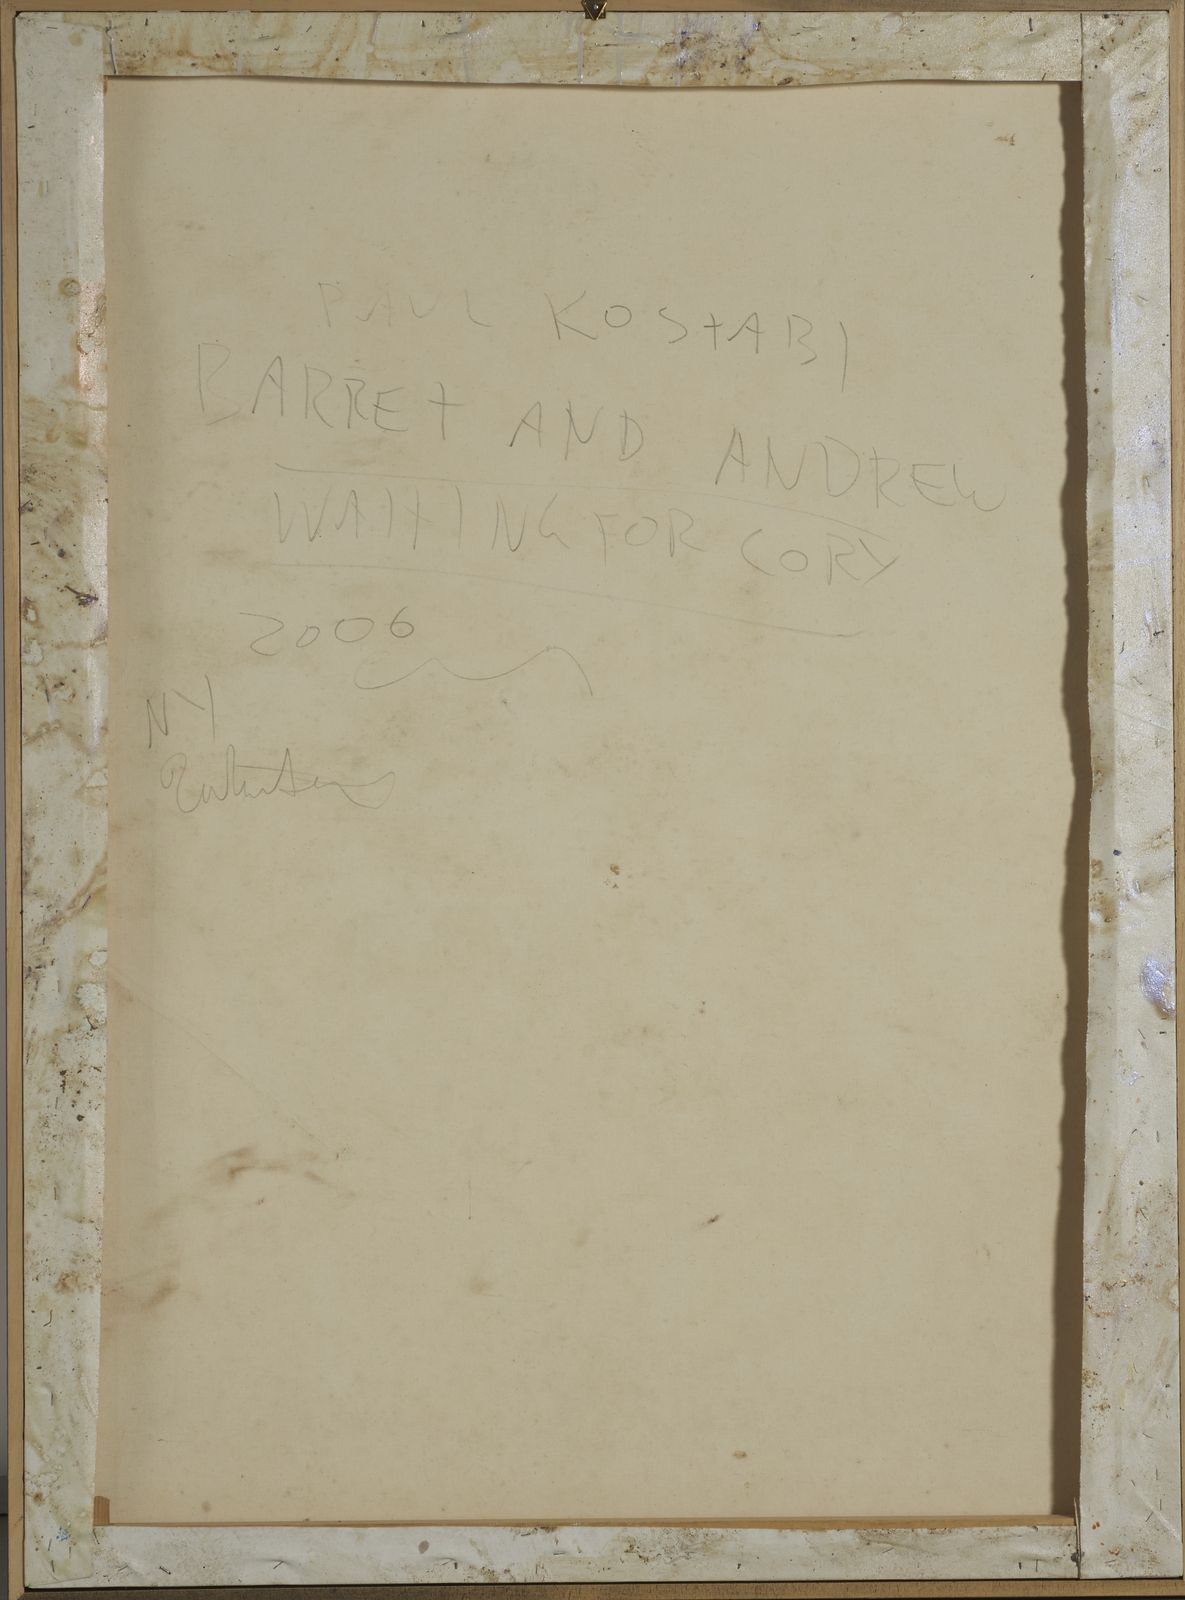 PAUL KOSTABI
BARRET AND ANDREW
WAITING FOR CORY
2006
NY